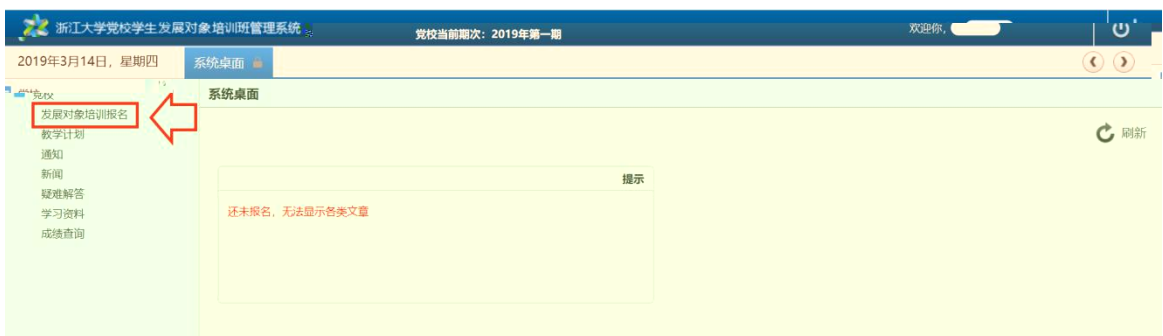 浙江大学党校学生发展对象培训班管理系统
党校当前期次：2019年第一期
欢迎你,
2019年3月14日，星期四
系统桌面
党校
系统桌面
发展对象培训报名
刷新
教学计划
通知
新闻
提示
疑难解答
学习资料
还未报名，无法显示各类文章
成绩查询